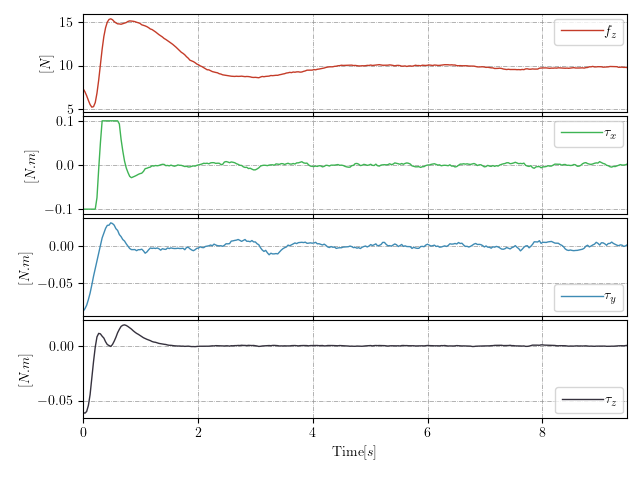 15
10
5
[N]
f_z
0.1
0.0
−0.1
[N.m]
τ_x
0.00
−0.05
[N.m]
τ_y
0.00
−0.05
[N.m]
τ_z
0 2 4 6 8
Time[s]